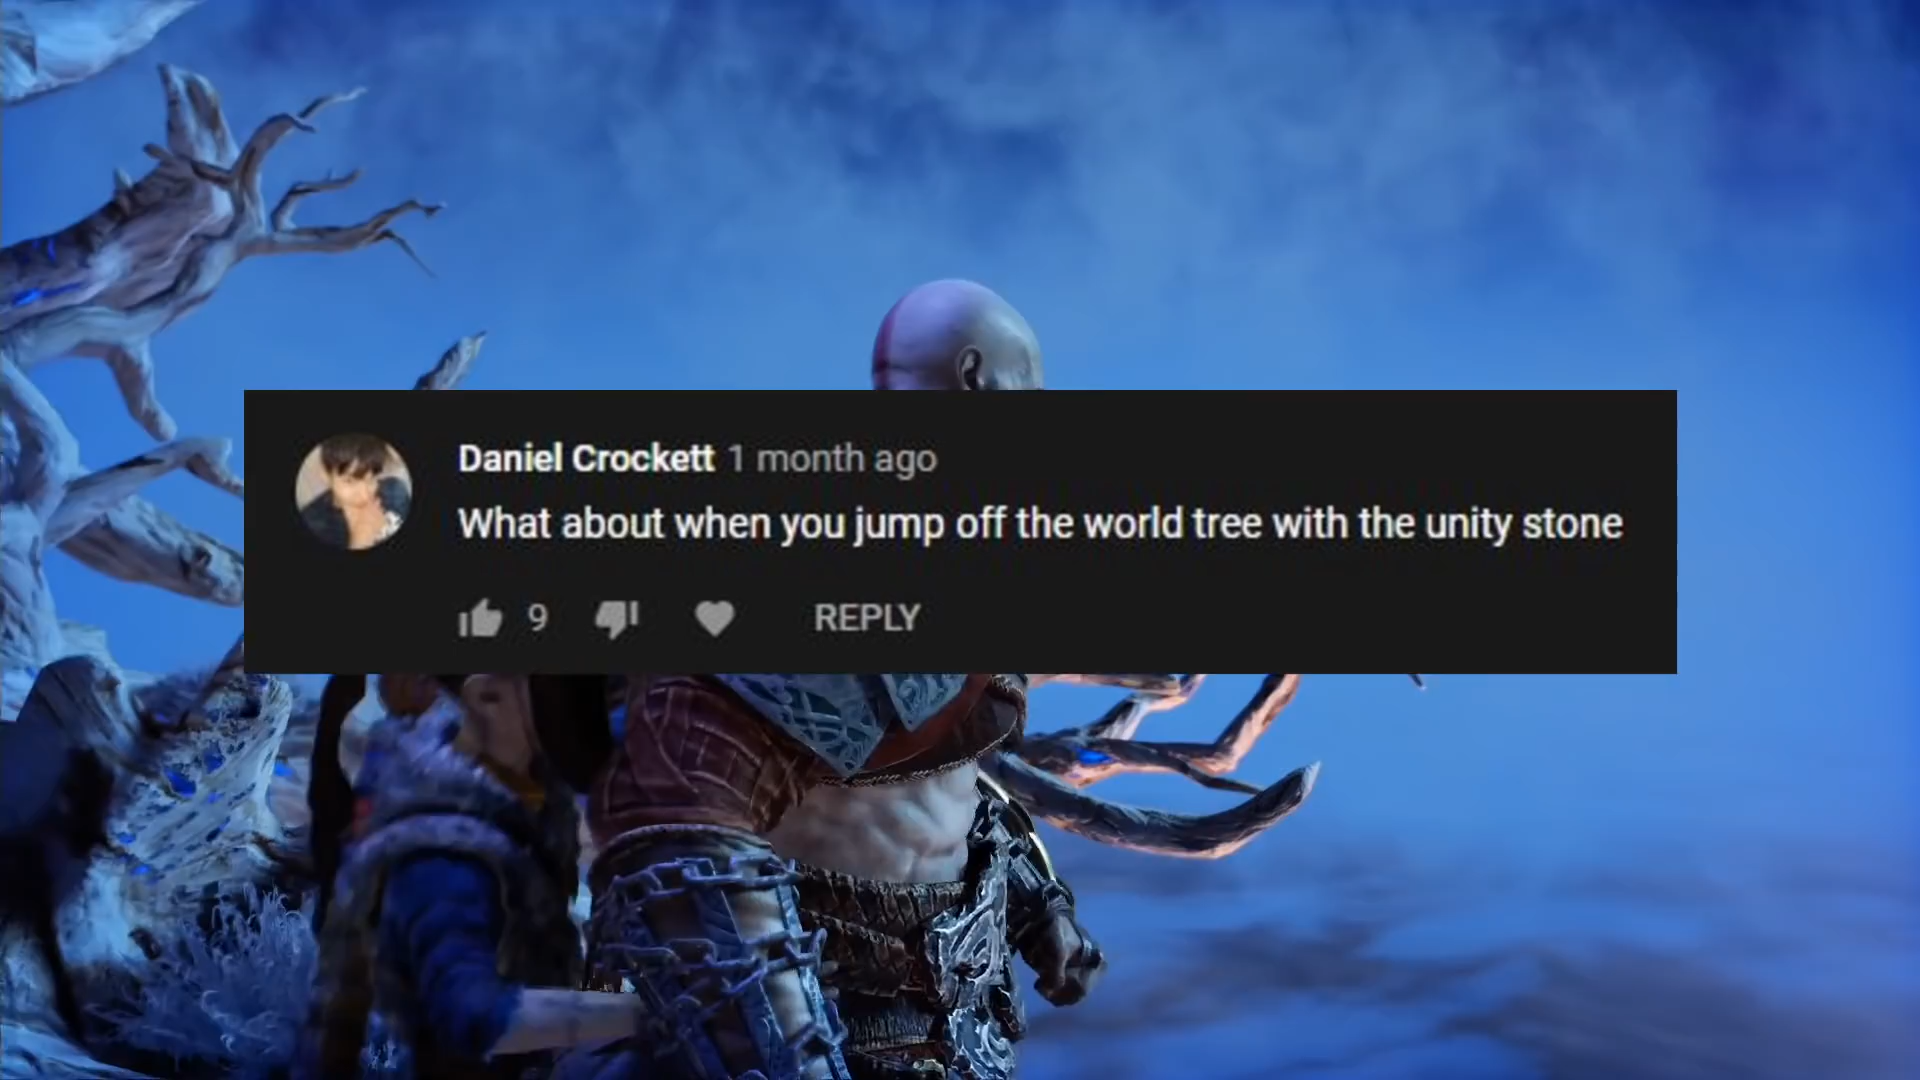 Daniel Crockett 1 month ago
What about when you jump off the world tree with the unity stone
9 REPLY